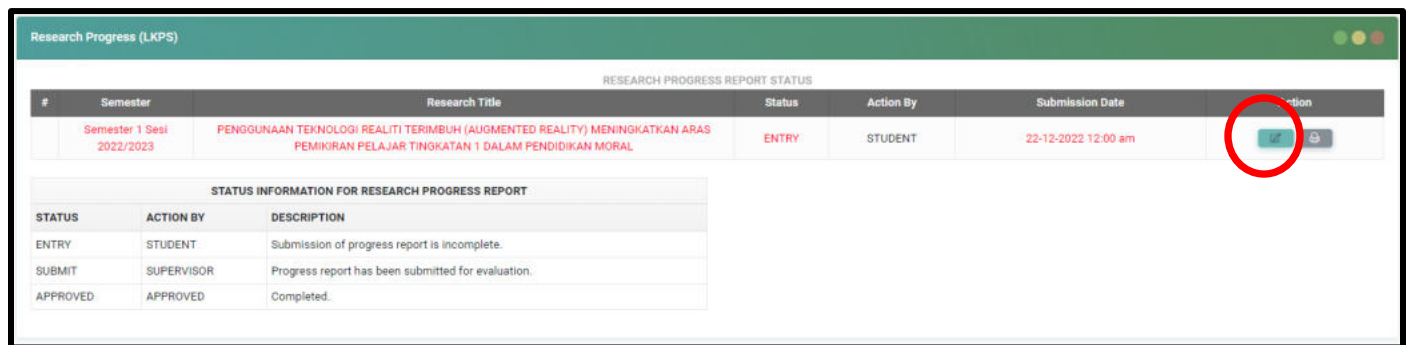 Research Progress (LKPS)
RESEARCH PROGRESS REPORT STATUS
# Semester Research Title Status Action By Submission Date Action
Semester 1 Sesi 2022/2023 PENGGUNAAN TEKNOLOGI REALITI TERIMBUH (AUGMENTED REALITY) MENINGKATKAN ARAS PEMIKIRAN PELAJAR TINGKATAN 1 DALAM PENDIDIKAN MORAL ENTRY STUDENT 22-12-2022 12:00 am
STATUS INFORMATION FOR RESEARCH PROGRESS REPORT
STATUS ACTION BY DESCRIPTION
ENTRY STUDENT Submission of progress report is incomplete.
SUBMIT SUPERVISOR Progress report has been submitted for evaluation.
APPROVED APPROVED Completed.